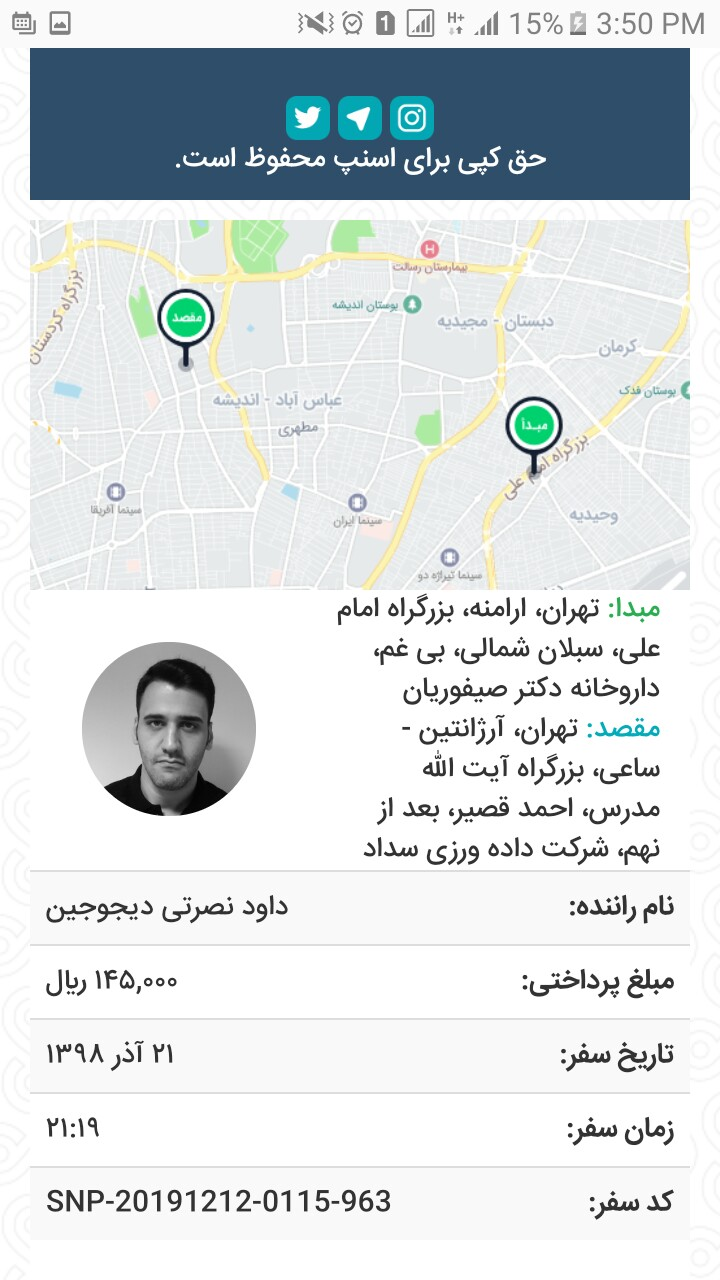 15% 3:50 PM
H+
1
حق کپی برای اسنپ محفوظ است.
بیمارستان رسالت
بزرگراه کردستان
مقصد
بوستان اندیشه
دبستان - مجیدیه
کرمان
بوستان فدک
عباس آباد - اندیشه
مطهری
مبدأ
بزرگراه امام علی
وحیدیه
سینما آفریقا
سینما ایران
سینما تیراژه دو
مبدا: تهران، ارامنه، بزرگراه امام
علی، سبلان شمالی، بی غم،
داروخانه دکتر صیفوریان
مقصد: تهران، آرژانتین -
ساعی، بزرگراه آیت الله
مدرس، احمد قصیر، بعد از
نهم، شرکت داده ورزی سداد
نام راننده: داود نصرتی دیجوجین
مبلغ پرداختی: ۱۴۵,۰۰۰ ریال
تاریخ سفر: ۲۱ آذر ۱۳۹۸
زمان سفر: ۲۱:۱۹
کد سفر: SNP-20191212-0115-963